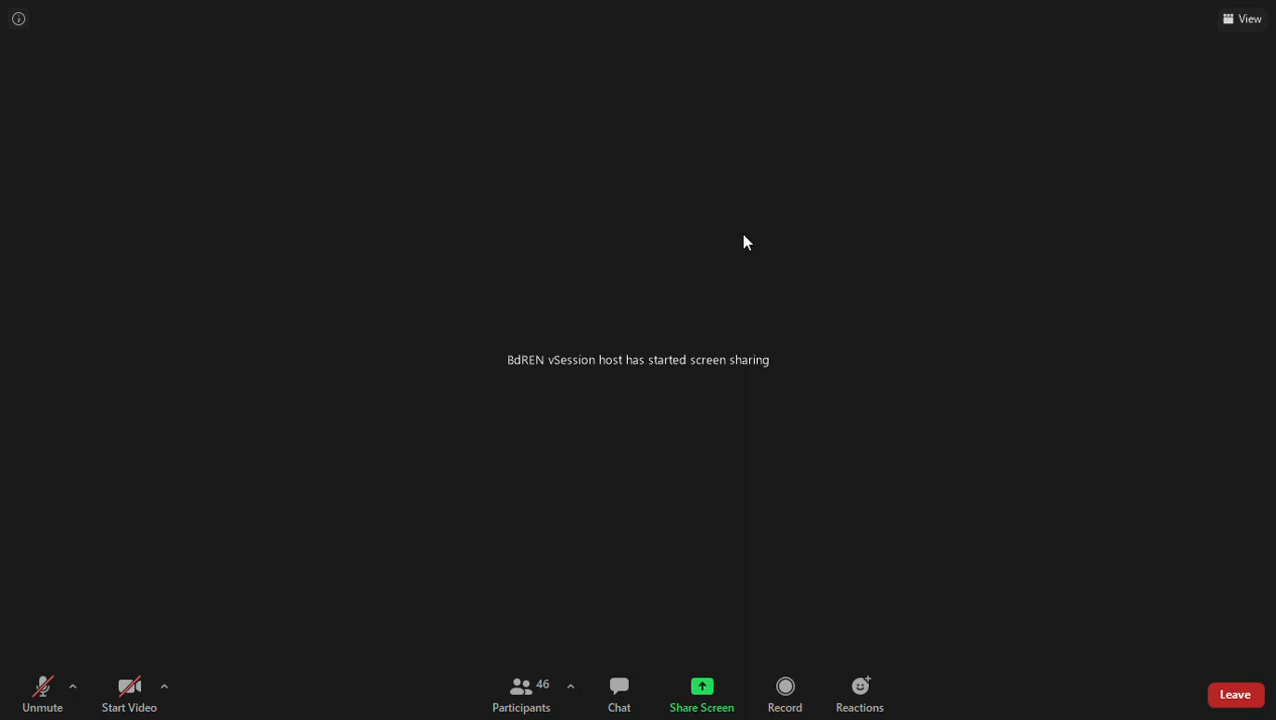 View
BdREN vSession host has started screen sharing
46
Unmute
Start Video
Participants
Chat
Share Screen
Record
Reactions
Leave